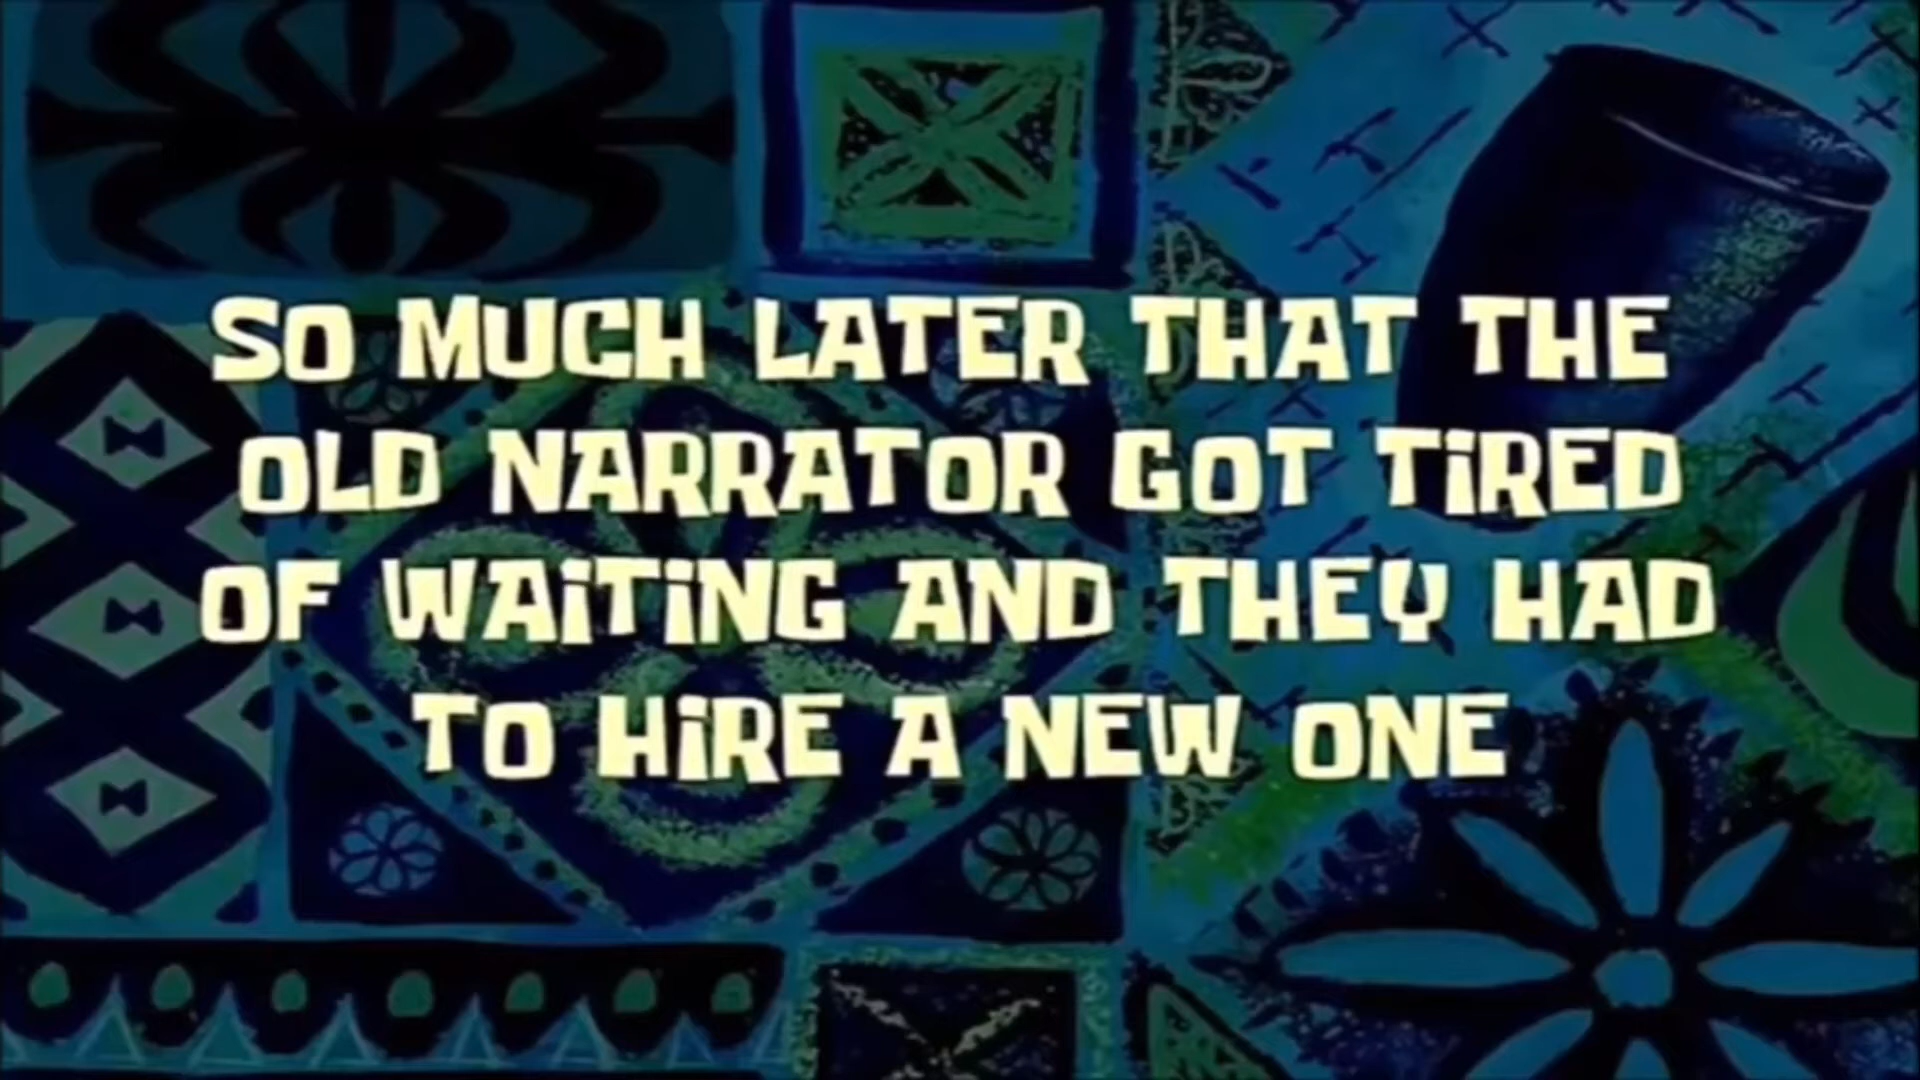 SO MUCH LATER THAT THE
OLD NARRATOR GOT TiRED
OF WAiTiNG AND THEY HAD
TO HiRE A NEW ONE